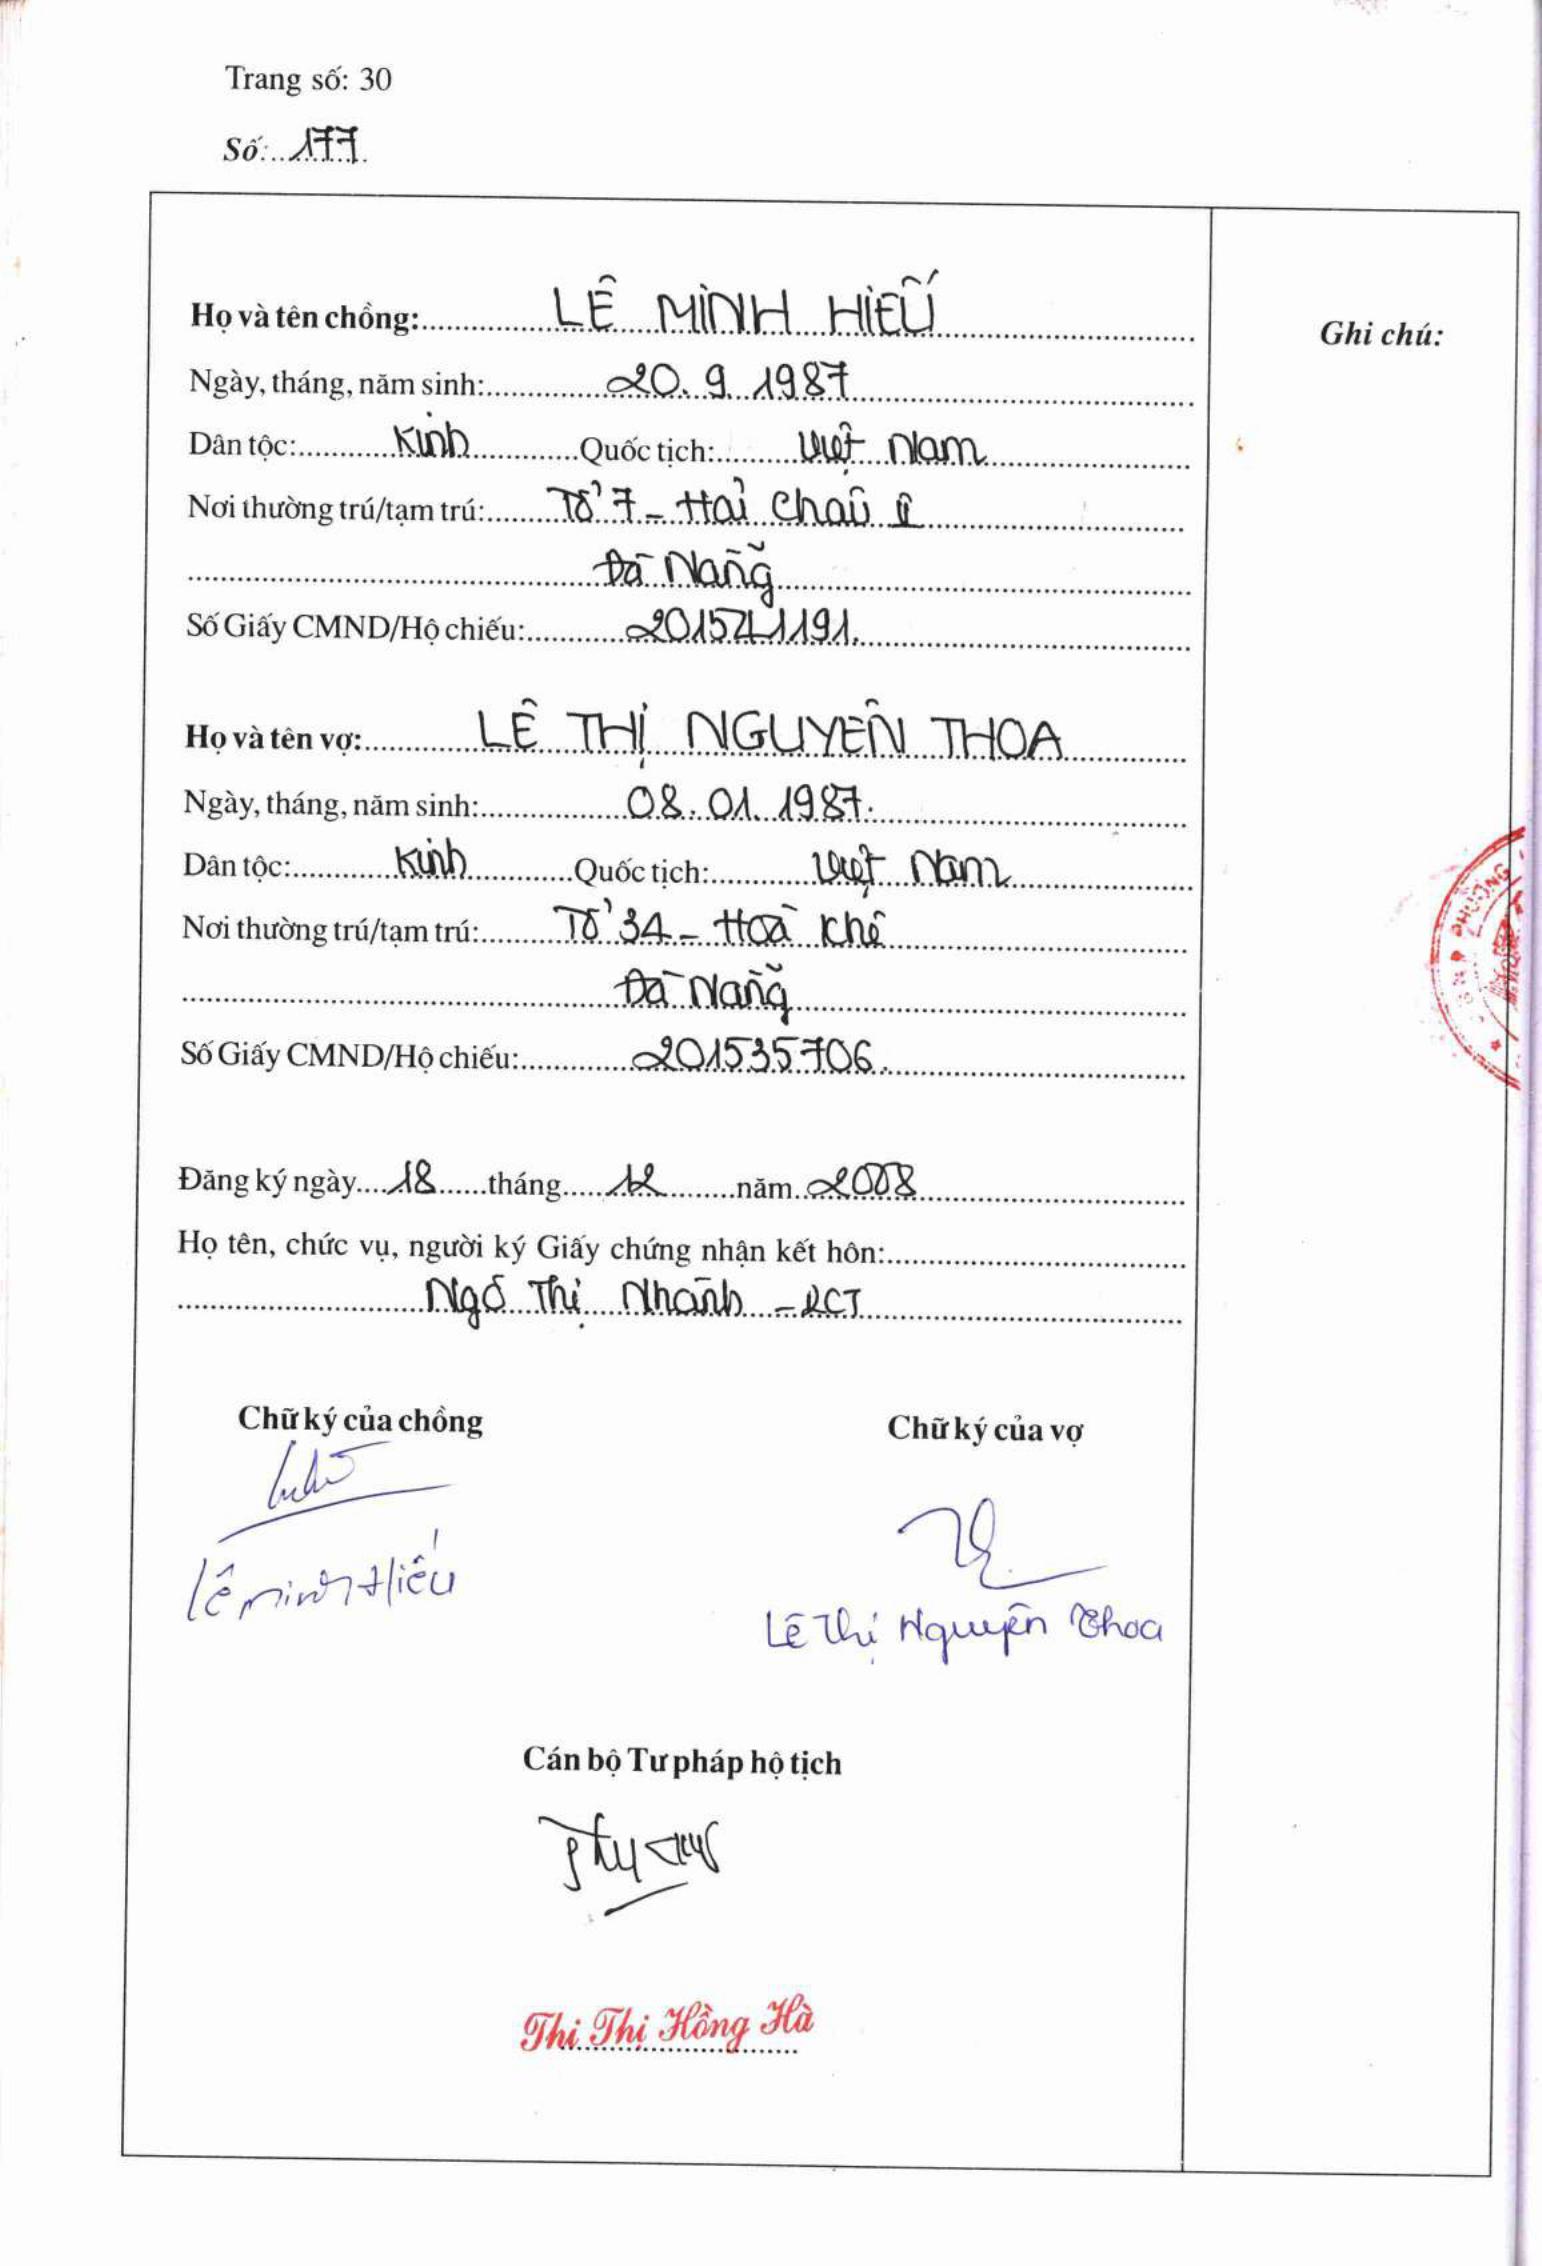 Trang số: 30
Số: 177
Họ và tên chồng: LÊ MINH HIẾU
Ghi chú:
Ngày, tháng, năm sinh: 20.9.1987
Dân tộc: Kinh Quốc tịch: Việt Nam
Nơi thường trú/tạm trú: Tổ 7 - Hải Châu II
Đà Nẵng
Số Giấy CMND/Hộ chiếu: 201541191.
Họ và tên vợ: LÊ THỊ NGUYÊN THOA
Ngày, tháng, năm sinh: 08.01.1987.
Dân tộc: Kinh Quốc tịch: Việt Nam
Nơi thường trú/tạm trú: Tổ 34 - Hoà Khê
Đà Nẵng
Số Giấy CMND/Hộ chiếu: 201535706.
Đăng ký ngày 18 tháng 12 năm 2008
Họ tên, chức vụ, người ký Giấy chứng nhận kết hôn:
Ngô Thị Nhành - PCT
Chữ ký của chồng
Chữ ký của vợ
Lê Minh Hiếu
Lê Thị Nguyên Thoa
Cán bộ Tư pháp hộ tịch
Thi Thị Hồng Hà